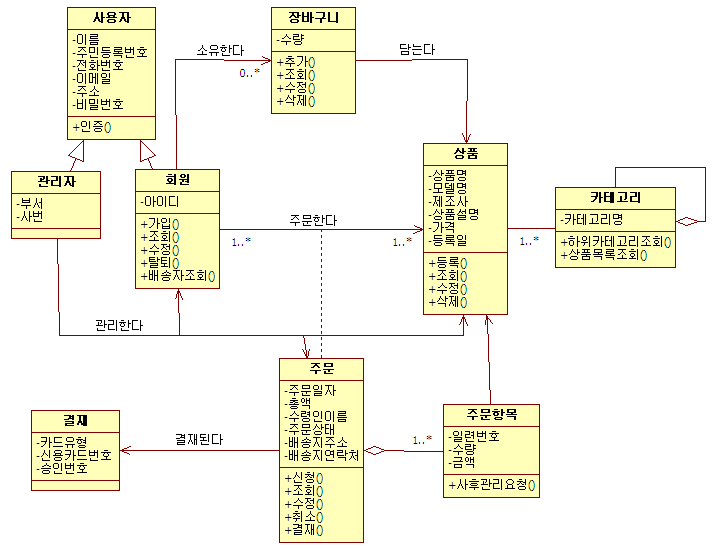 사용자
-이름
-주민등록번호
-전화번호
-이메일
-주소
-비밀번호
+인증()
장바구니
-수량
+추가()
+조회()
+수정()
+삭제()
소유한다
0..*
담는다
관리자
-부서
-사번
회원
-아이디
+가입()
+조회()
+수정()
+탈퇴()
+배송자조회()
주문한다
1..*
1..*
상품
-상품명
-모델명
-제조사
-상품설명
-가격
-등록일
+등록()
+조회()
+수정()
+삭제()
1..*
카테고리
-카테고리명
+하위카테고리조회()
+상품목록조회()
관리한다
주문
-주문일자
-총액
-수령인이름
-주문상태
-배송지주소
-배송지연락처
+신청()
+조회()
+수정()
+취소()
+결재()
결재
-카드유형
-신용카드번호
-승인번호
결재된다
1..*
주문항목
-일련번호
-수량
-금액
+사후관리요청()